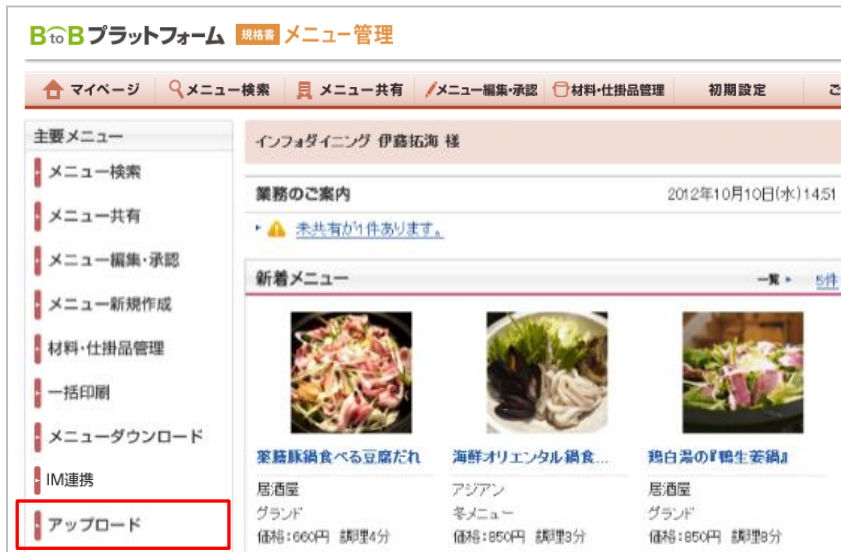 BtoBプラットフォーム 規格書 メニュー管理
マイページ メニュー検索 メニュー共有 メニュー編集・承認 材料・仕掛品管理 初期設定 ご
主要メニュー
メニュー検索
メニュー共有
メニュー編集・承認
メニュー新規作成
材料・仕掛品管理
一括印刷
メニューダウンロード
IM連携
アップロード
インフォダイニング 伊藤拓海 様
業務のご案内 2012年10月10日(水)14:51
未共有が1件あります。
新着メニュー 一覧 5件
薬膳豚鍋食べる豆腐だれ
居酒屋
グランド
価格:660円 調理4分
海鮮オリエンタル鍋食...
アジアン
冬メニュー
価格:850円 調理3分
鶏白湯の『鴨生姜鍋』
居酒屋
グランド
価格:850円 調理8分